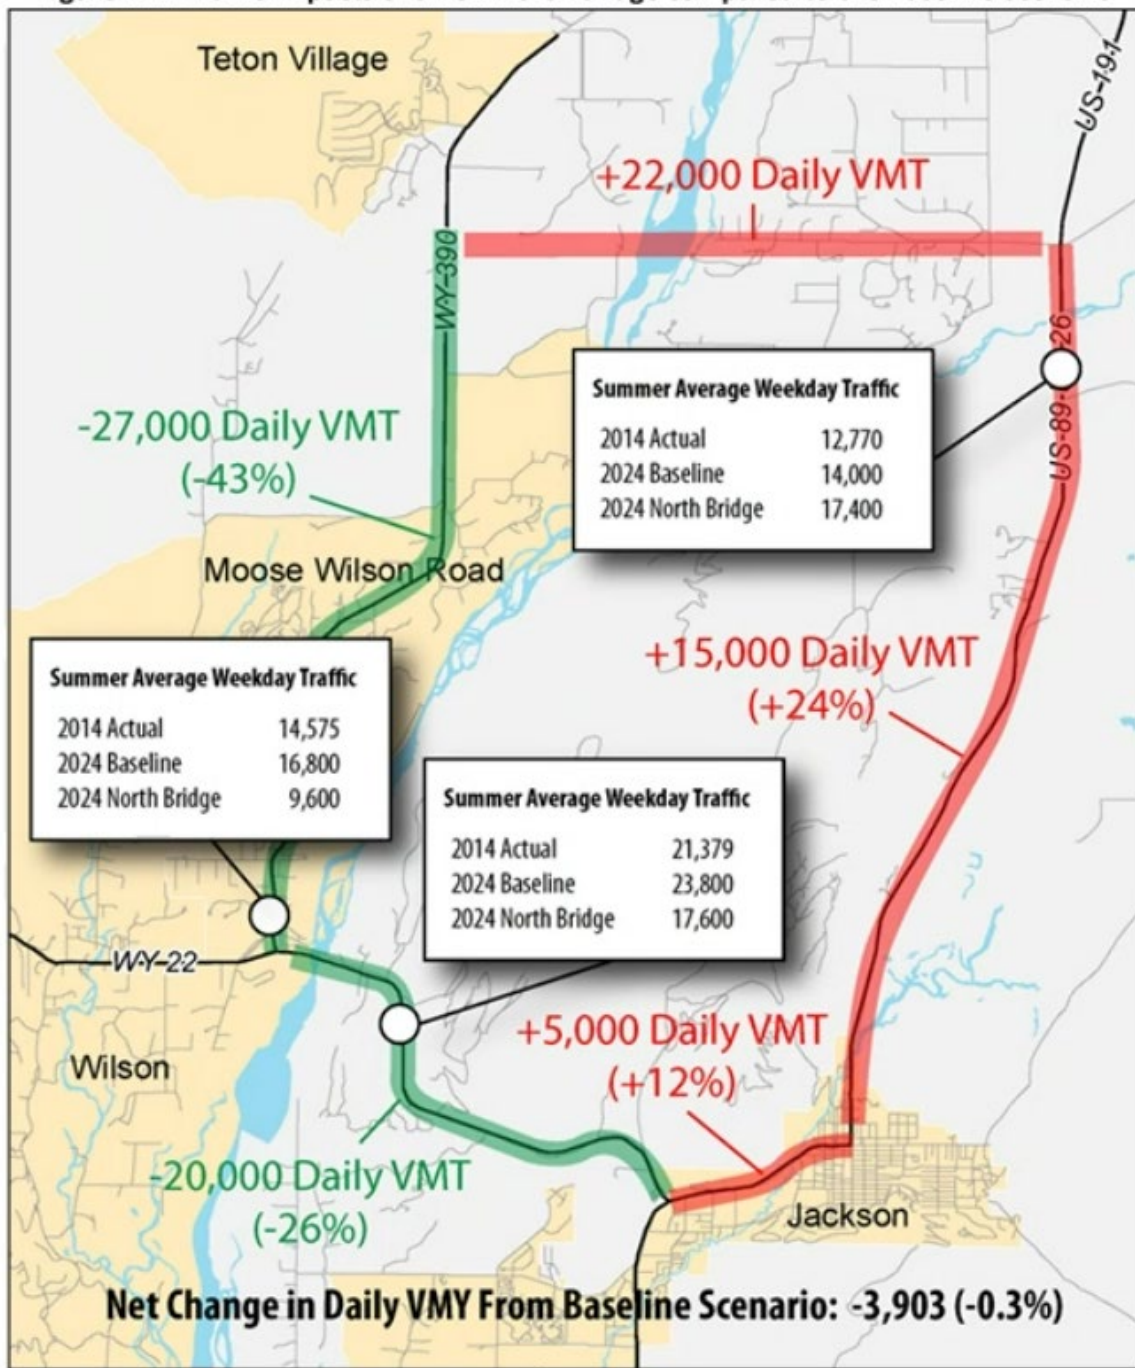 Teton Village
US-191
+22,000 Daily VMT
WY-390
US-89-26
Summer Average Weekday Traffic
2014 Actual 12,770
2024 Baseline 14,000
2024 North Bridge 17,400
-27,000 Daily VMT
(-43%)
Moose Wilson Road
+15,000 Daily VMT
(+24%)
Summer Average Weekday Traffic
2014 Actual 14,575
2024 Baseline 16,800
2024 North Bridge 9,600
Summer Average Weekday Traffic
2014 Actual 21,379
2024 Baseline 23,800
2024 North Bridge 17,600
WY-22
Wilson
+5,000 Daily VMT
(+12%)
-20,000 Daily VMT
(-26%)
Jackson
Net Change in Daily VMY From Baseline Scenario: -3,903 (-0.3%)